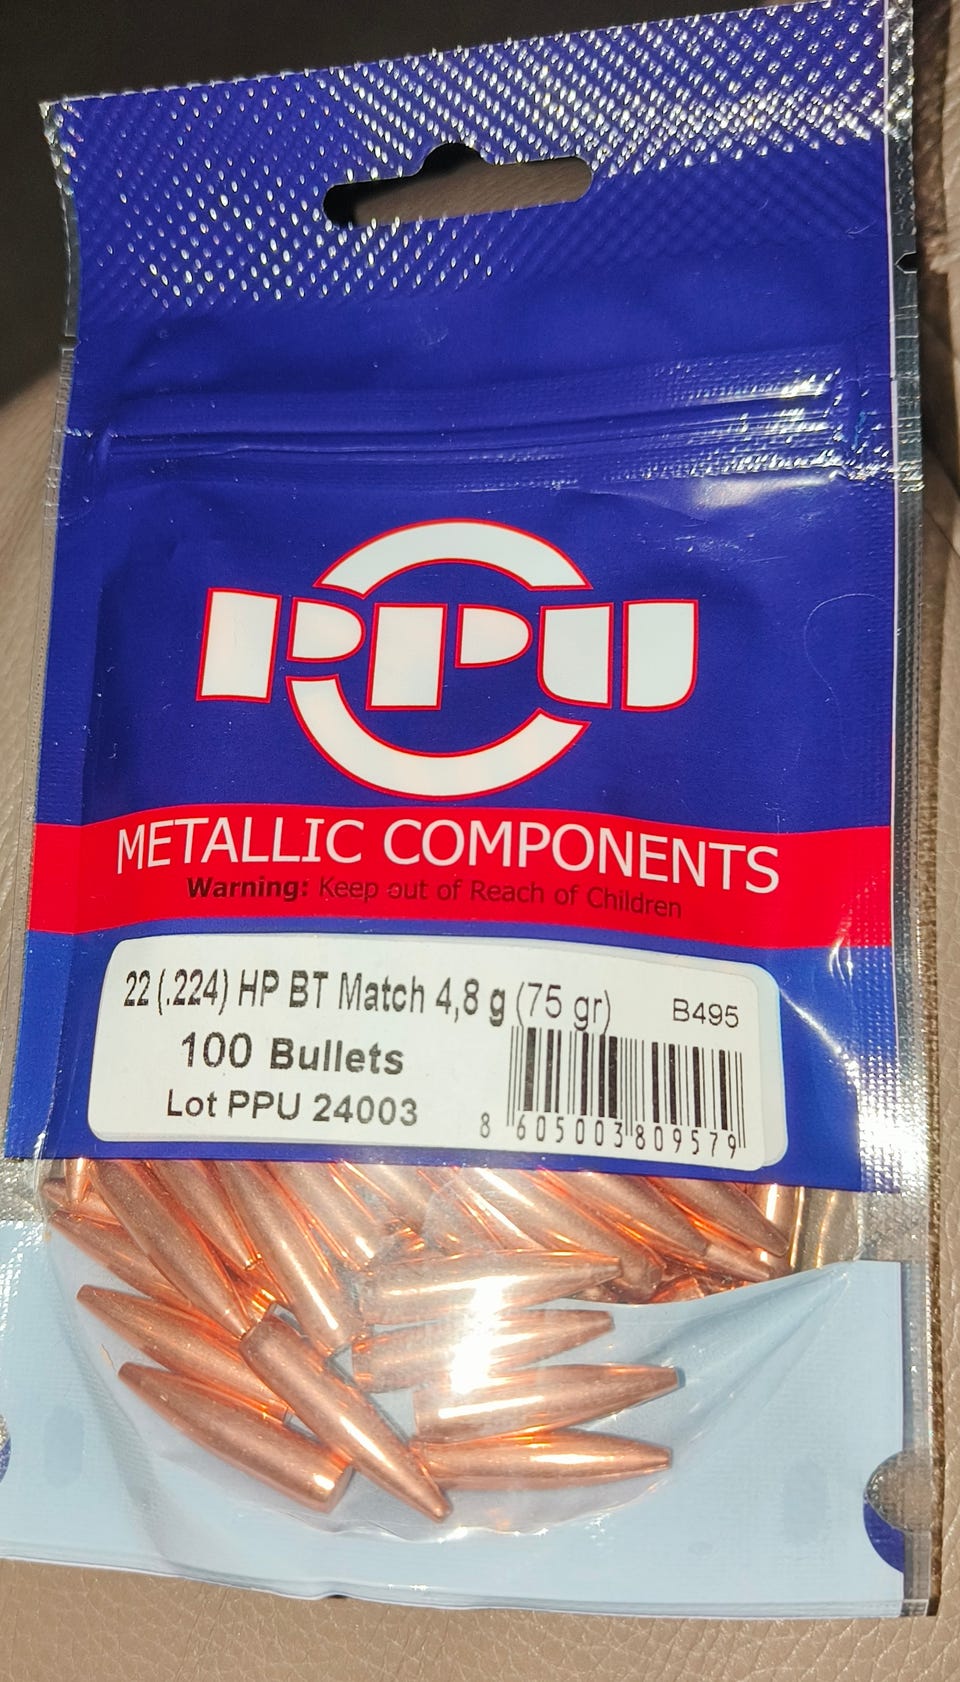 PPU
METALLIC COMPONENTS
Warning: Keep out of Reach of Children
22 (.224) HP BT Match 4,8 g (75 gr) B495
100 Bullets
Lot PPU 24003
8 605003 809579